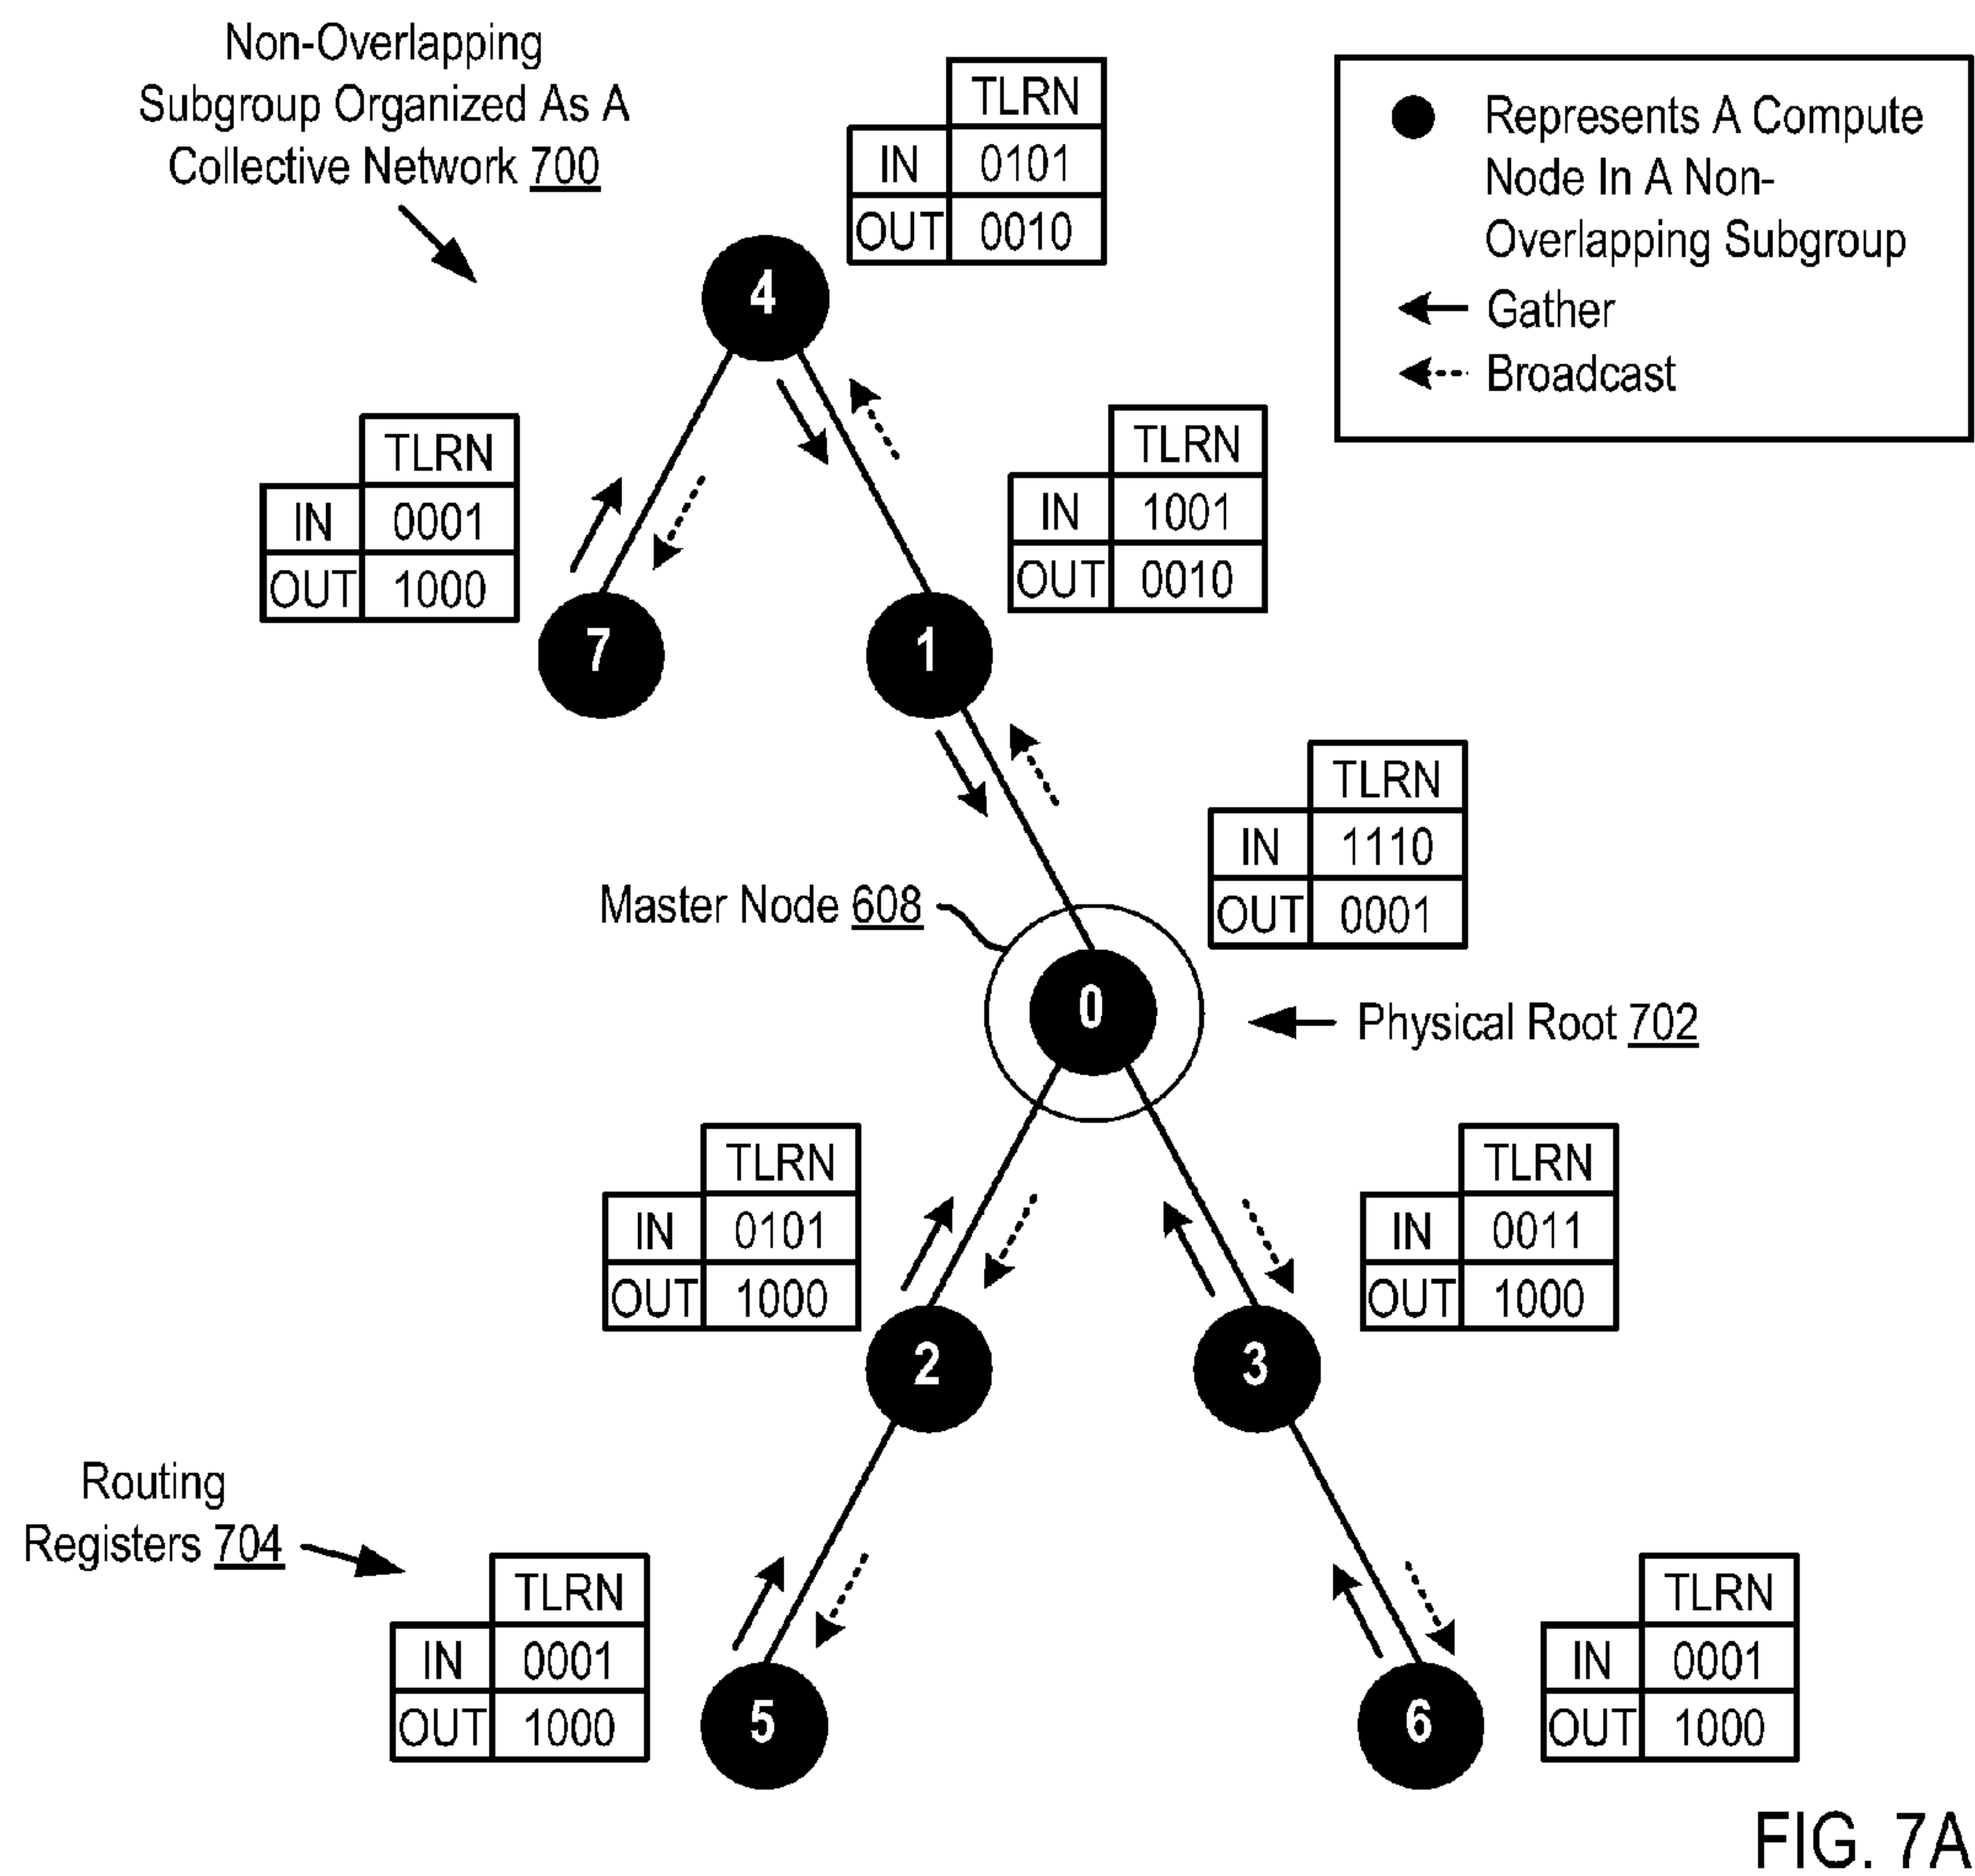 Non-Overlapping
Subgroup Organized As A
Collective Network 700
TLRN
IN 0101
OUT 0010
Represents A Compute
Node In A Non-
Overlapping Subgroup
Gather
Broadcast
4
TLRN
IN 0001
OUT 1000
TLRN
IN 1001
OUT 0010
7
1
TLRN
IN 1110
OUT 0001
Master Node 608
0
Physical Root 702
TLRN
IN 0101
OUT 1000
TLRN
IN 0011
OUT 1000
2
3
Routing
Registers 704
TLRN
IN 0001
OUT 1000
5
6
TLRN
IN 0001
OUT 1000
FIG. 7A